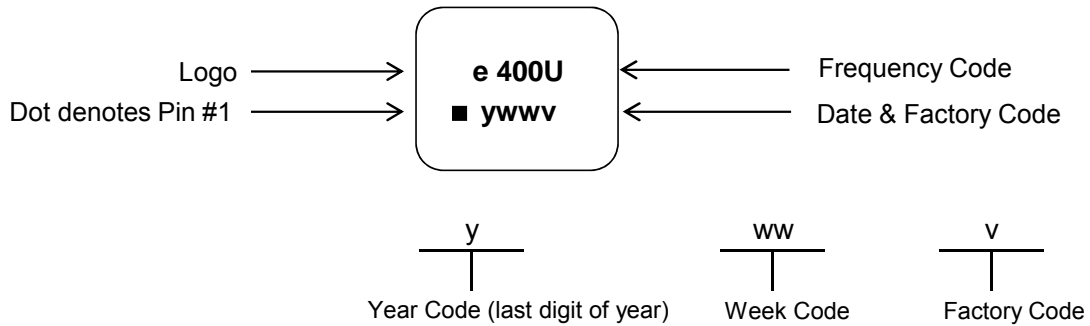 e 400U
Logo
Frequency Code
ywwv
Dot denotes Pin #1
Date & Factory Code
y
ww
v
Year Code (last digit of year)
Week Code
Factory Code